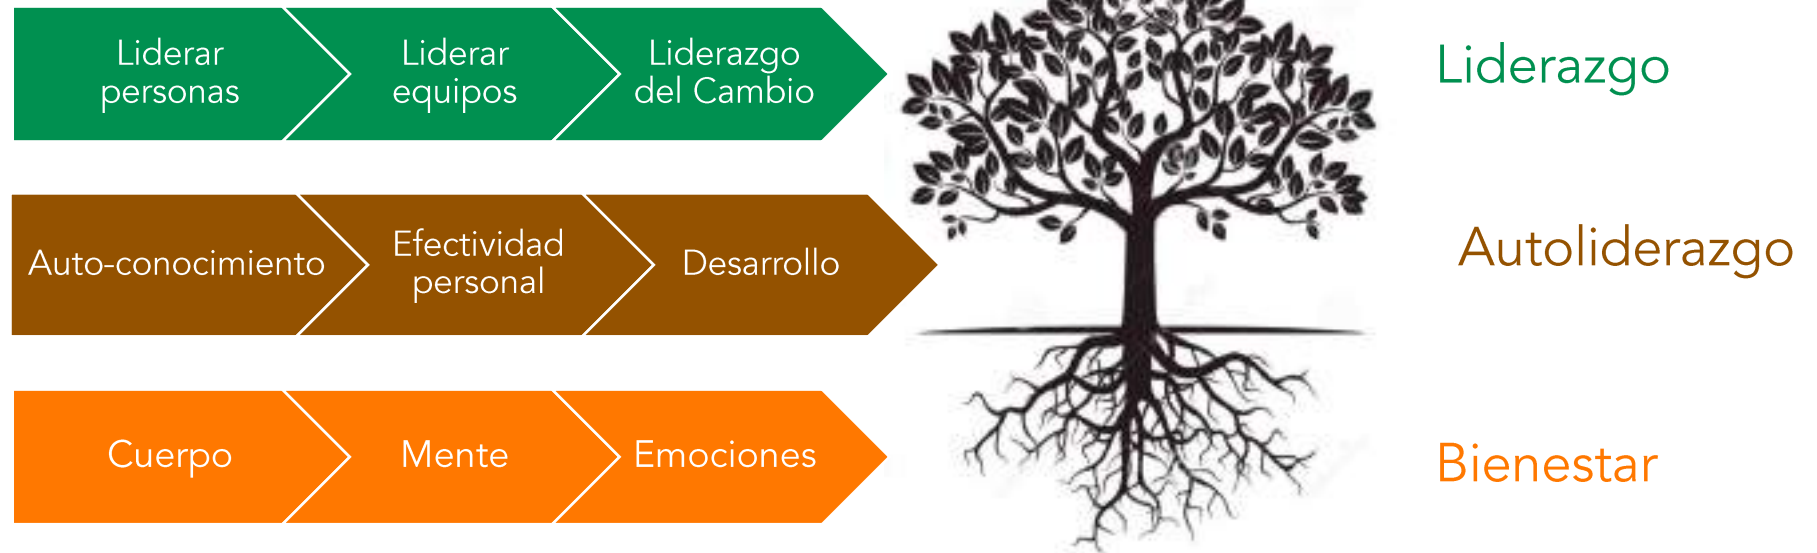 Liderar
personas
Liderar
equipos
Liderazgo
del Cambio
Liderazgo
Auto-conocimiento
Efectividad
personal
Desarrollo
Autoliderazgo
Cuerpo
Mente
Emociones
Bienestar